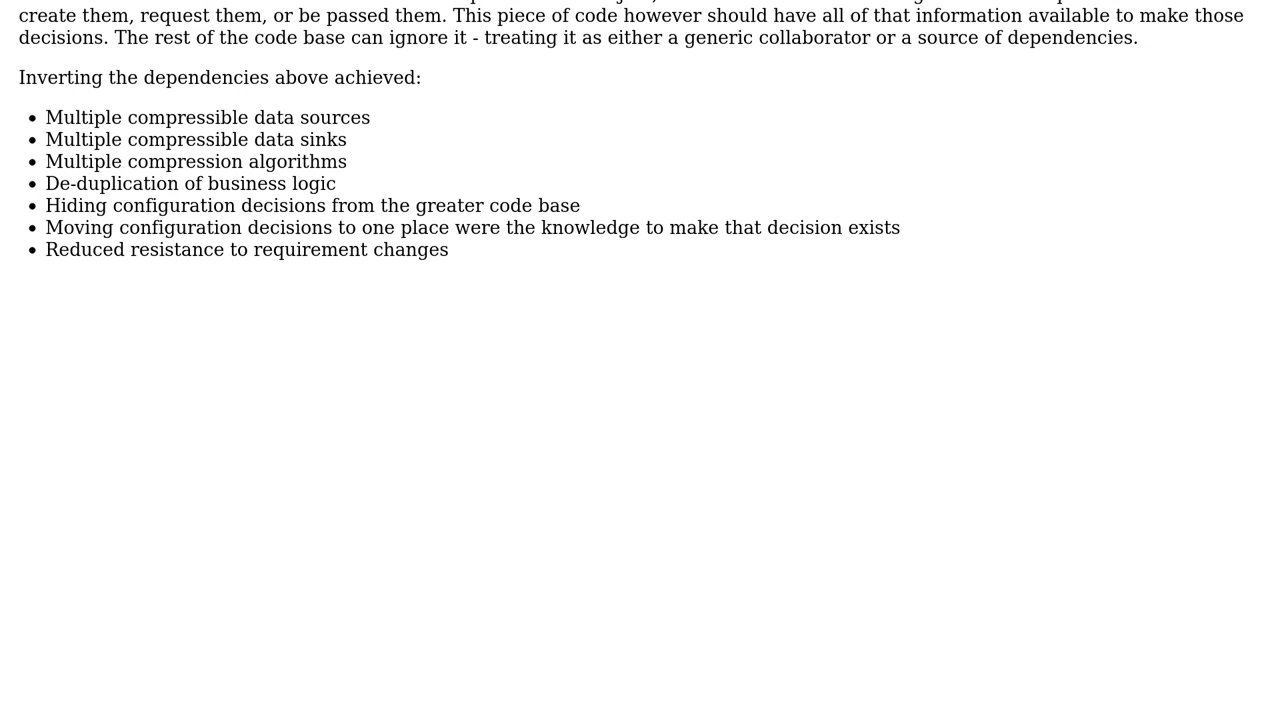 create them, request them, or be passed them. This piece of code however should have all of that information available to make those
decisions. The rest of the code base can ignore it - treating it as either a generic collaborator or a source of dependencies.
Inverting the dependencies above achieved:
• Multiple compressible data sources
• Multiple compressible data sinks
• Multiple compression algorithms
• De-duplication of business logic
• Hiding configuration decisions from the greater code base
• Moving configuration decisions to one place were the knowledge to make that decision exists
• Reduced resistance to requirement changes